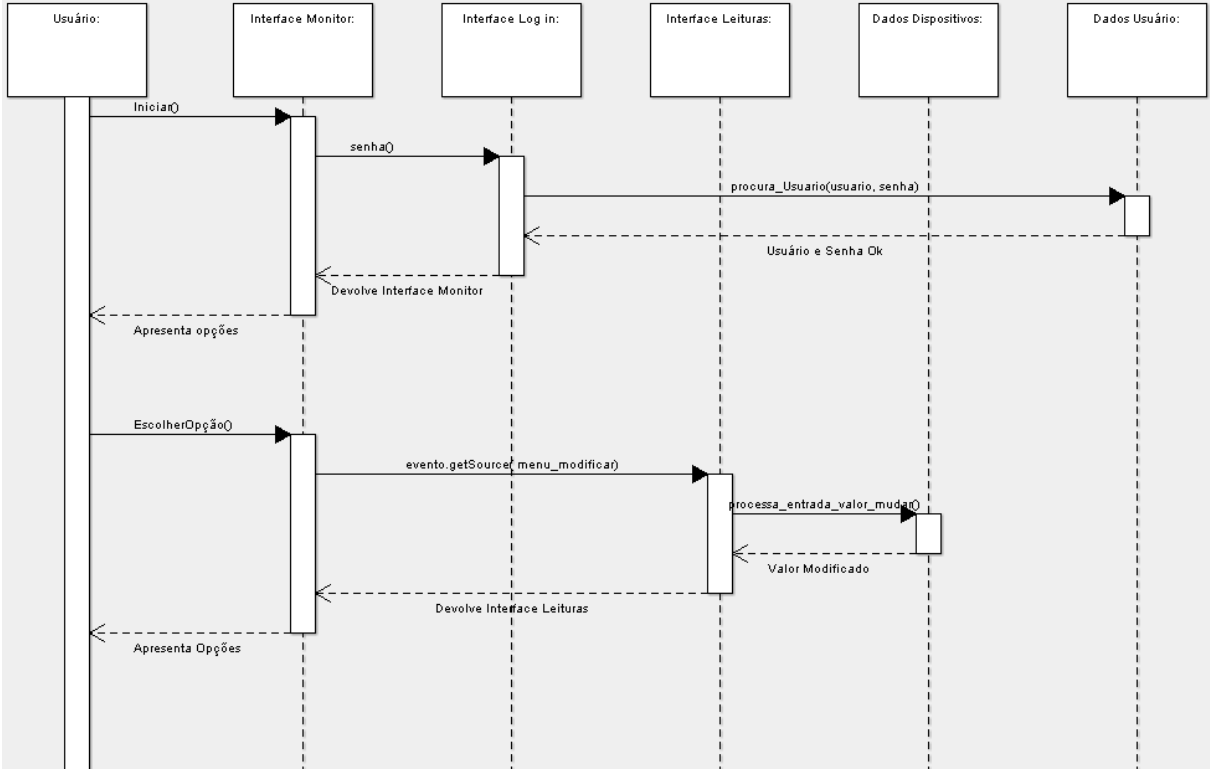 Usuário:
Interface Monitor:
Interface Log in:
Interface Leituras:
Dados Dispositivos:
Dados Usuário:
Iniciar()
senha()
procura_Usuario(usuario, senha)
Usuário e Senha Ok
Devolve Interface Monitor
Apresenta opções
EscolherOpção()
evento.getSource( menu_modificar)
processa_entrada_valor_mudar()
Valor Modificado
Devolve Interface Leituras
Apresenta Opções